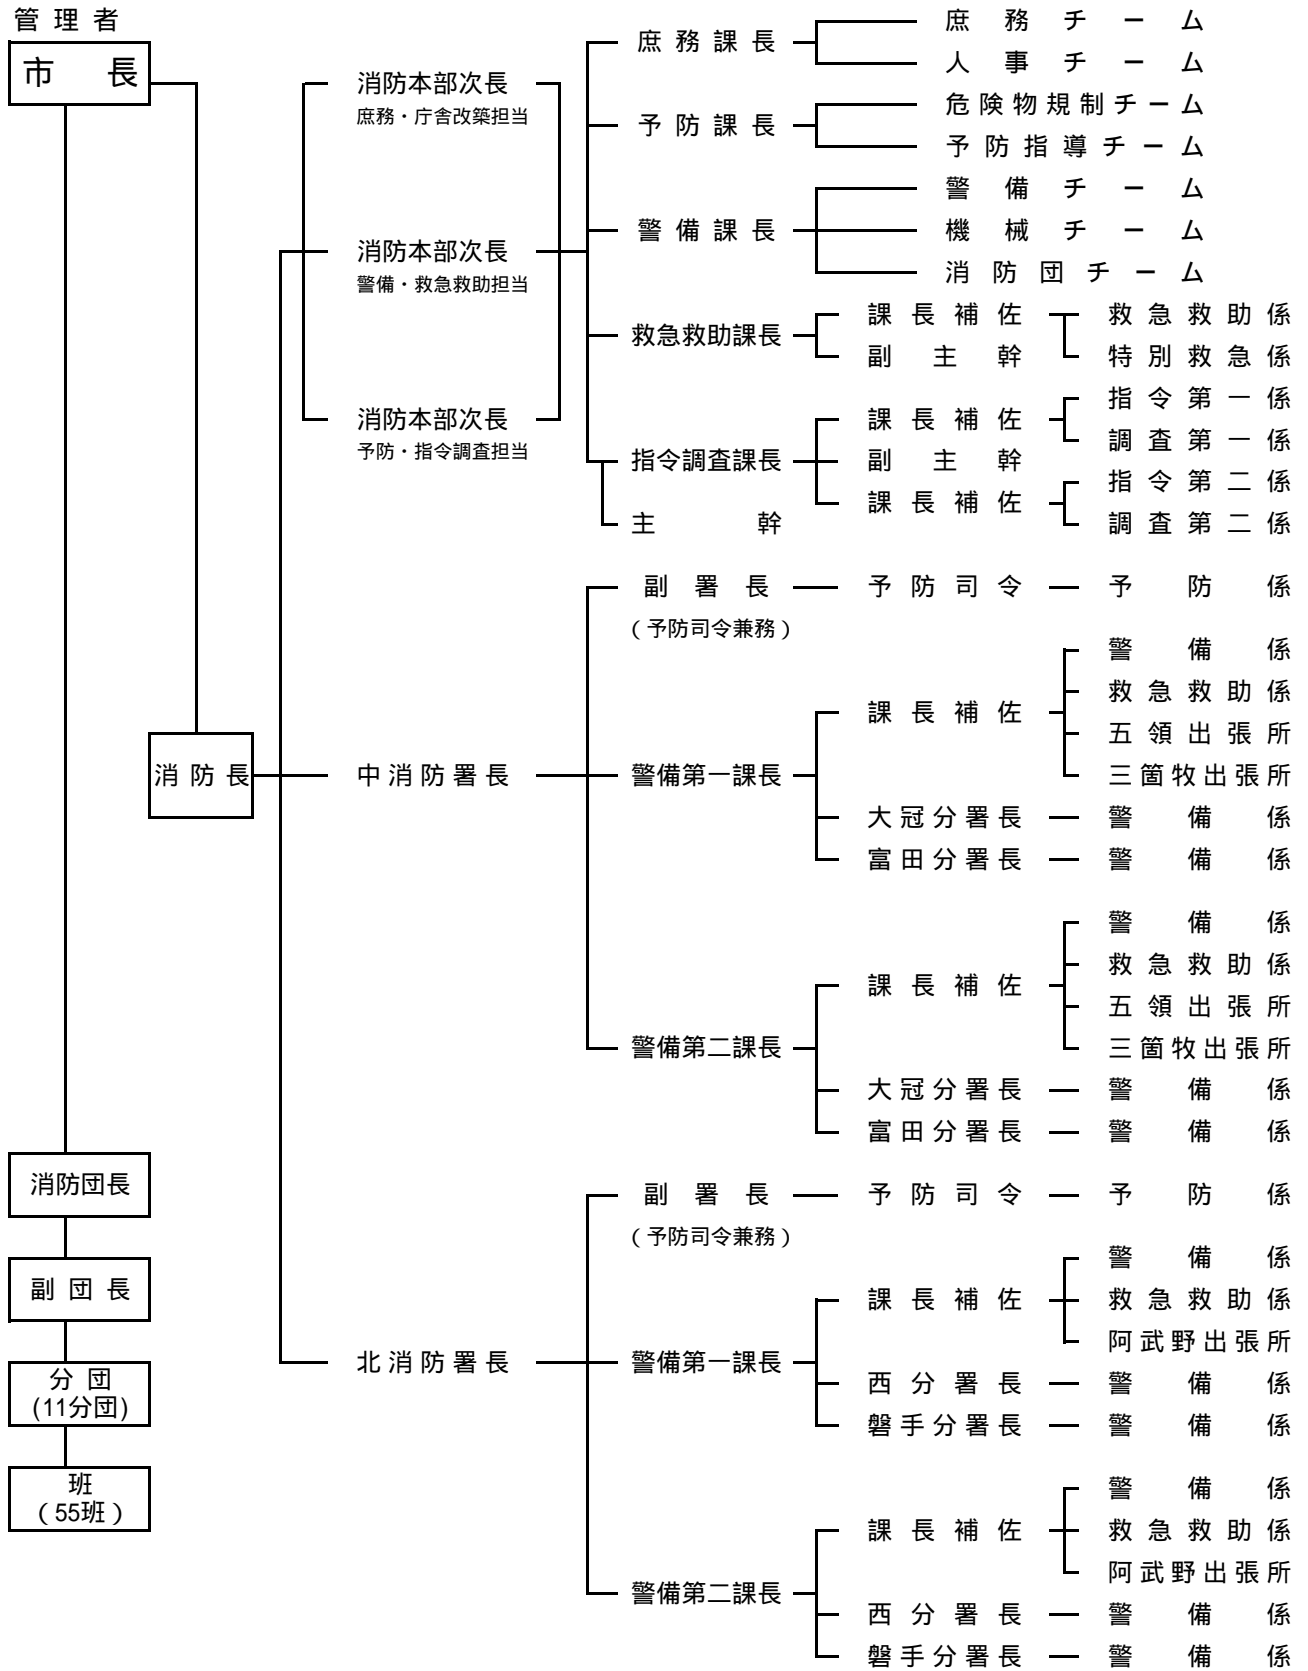 管理者
市長
消防本部次長
庶務・庁舎改築担当
消防本部次長
警備・救急救助担当
消防本部次長
予防・指令調査担当
庶務課長
庶務チーム
人事チーム
予防課長
危険物規制チーム
予防指導チーム
警備課長
警備チーム
機械チーム
消防団チーム
救急救助課長
課長補佐
副主幹
救急救助係
特別救急係
指令調査課長
課長補佐
副主幹
課長補佐
指令第一係
調査第一係
指令第二係
調査第二係
主幹
消防長
中消防署長
副署長
(予防司令兼務)
予防司令
予防係
警備第一課長
課長補佐
警備係
救急救助係
五領出張所
三箇牧出張所
大冠分署長
警備係
富田分署長
警備係
警備第二課長
課長補佐
警備係
救急救助係
五領出張所
三箇牧出張所
大冠分署長
警備係
富田分署長
警備係
北消防署長
副署長
(予防司令兼務)
予防司令
予防係
警備第一課長
課長補佐
警備係
救急救助係
阿武野出張所
西分署長
警備係
磐手分署長
警備係
警備第二課長
課長補佐
警備係
救急救助係
阿武野出張所
西分署長
警備係
磐手分署長
警備係
消防団長
副団長
分団
(11分団)
班
(55班)